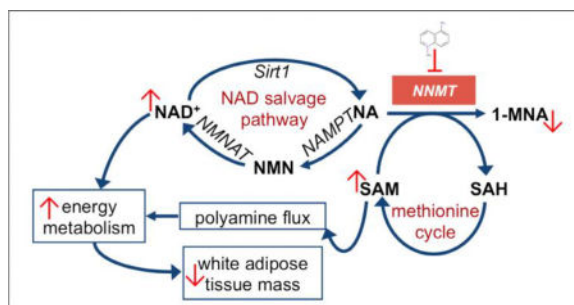 Sirt1
NNMT
NAD salvage
pathway
NAD+
NA
1-MNA
NMNAT
NAMPT
NMN
SAM
SAH
energy
metabolism
polyamine flux
methionine
cycle
white adipose
tissue mass